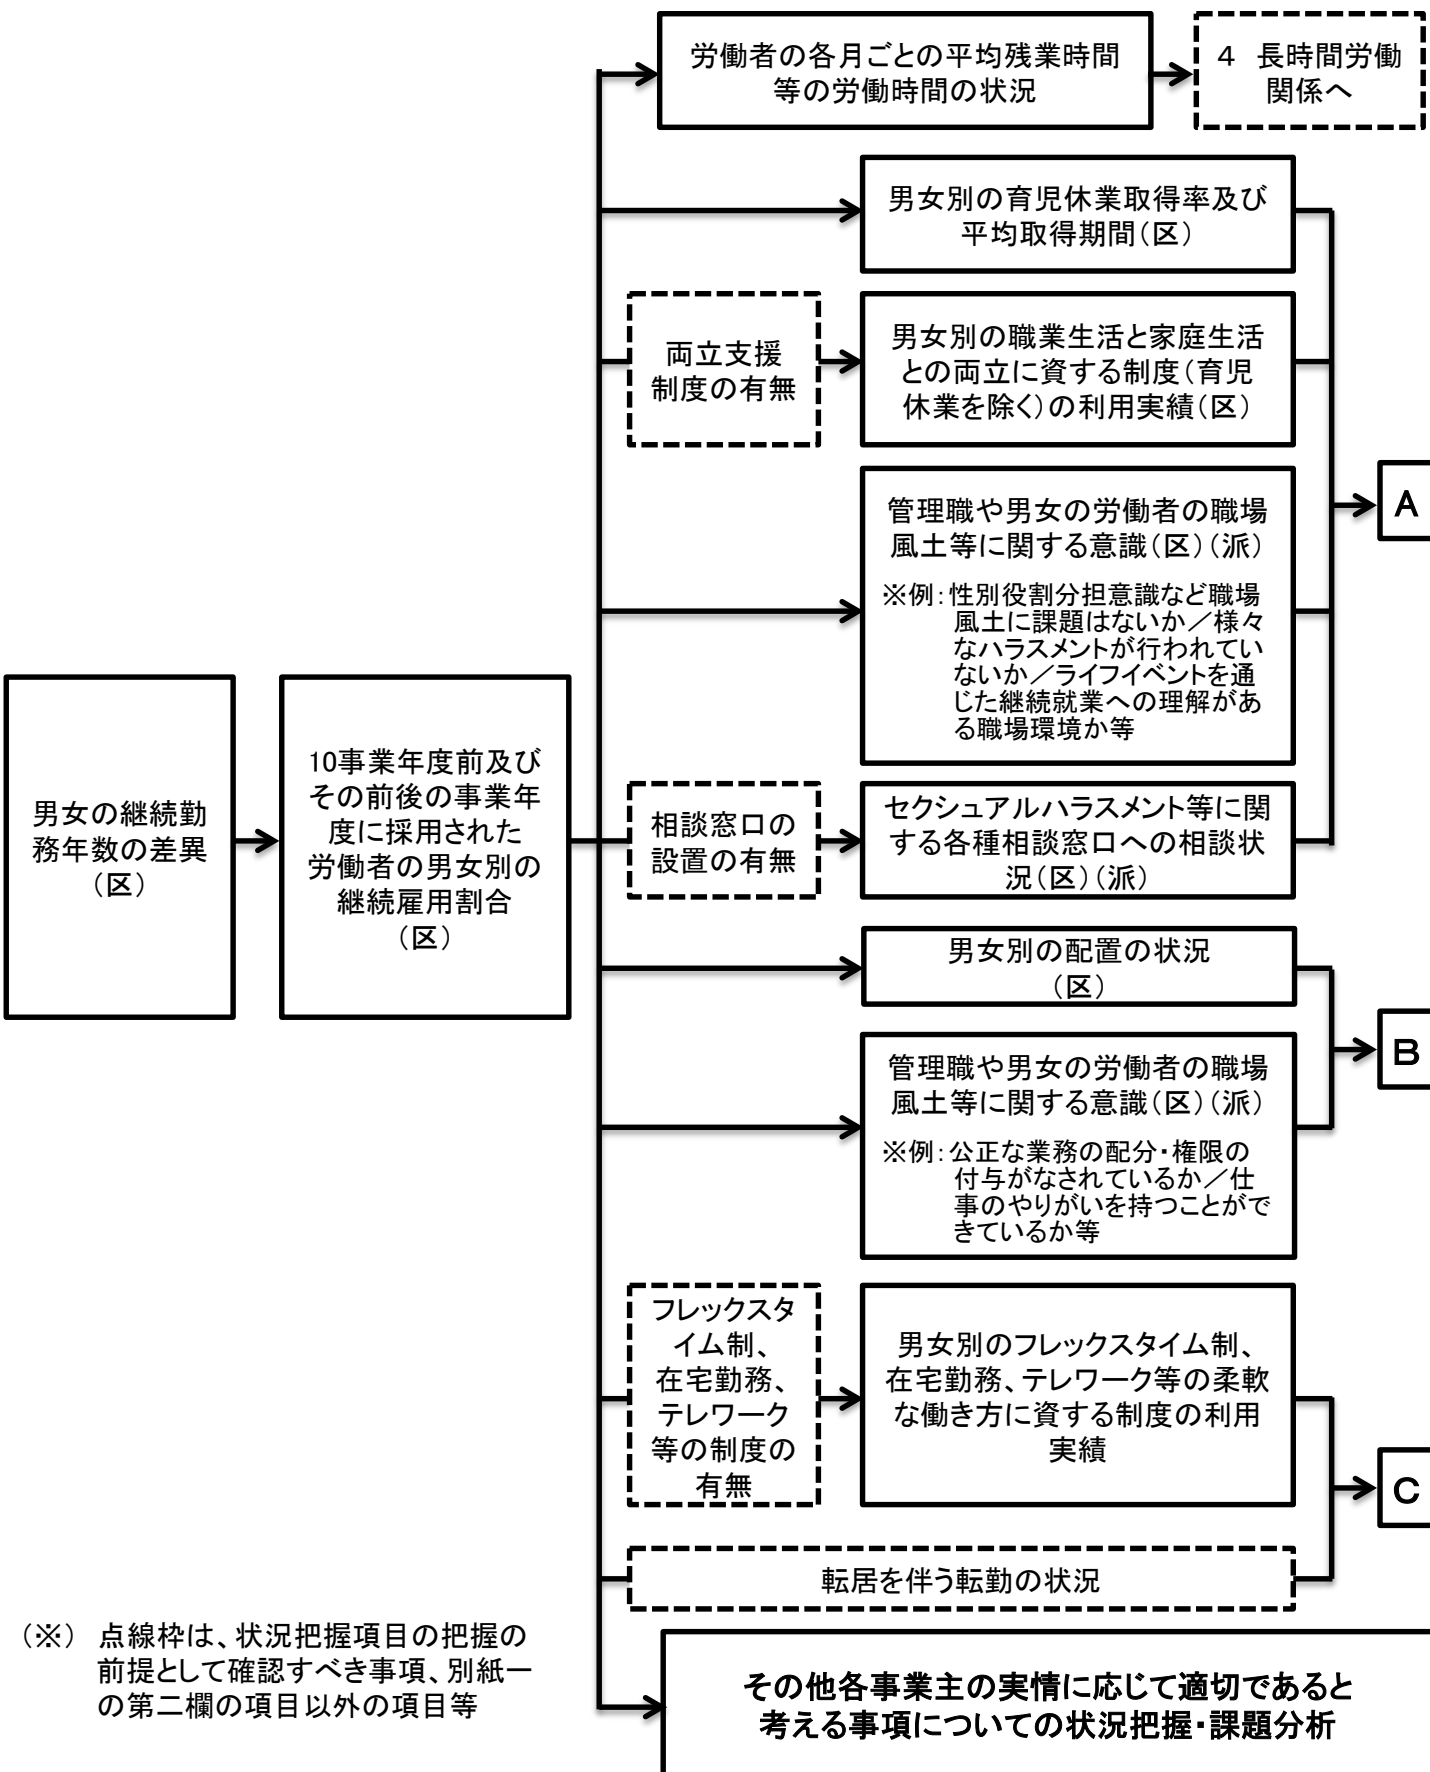 労働者の各月ごとの平均残業時間
等の労働時間の状況
４　長時間労働
関係へ
男女別の育児休業取得率及び
平均取得期間（区）
両立支援
制度の有無
男女別の職業生活と家庭生活
との両立に資する制度（育児
休業を除く）の利用実績（区）
管理職や男女の労働者の職場
風土等に関する意識（区）（派）
※例：性別役割分担意識など職場
風土に課題はないか／様々
なハラスメントが行われてい
ないか／ライフイベントを通
じた継続就業への理解があ
る職場環境か等
A
男女の継続勤
務年数の差異
（区）
10事業年度前及び
その前後の事業年
度に採用された
労働者の男女別の
継続雇用割合
（区）
相談窓口の
設置の有無
セクシュアルハラスメント等に関
する各種相談窓口への相談状
況（区）（派）
男女別の配置の状況
（区）
管理職や男女の労働者の職場
風土等に関する意識（区）（派）
※例：公正な業務の配分・権限の
付与がなされているか／仕
事のやりがいを持つことがで
きているか等
B
フレックスタ
イム制、
在宅勤務、
テレワーク
等の制度の
有無
男女別のフレックスタイム制、
在宅勤務、テレワーク等の柔軟
な働き方に資する制度の利用
実績
C
転居を伴う転勤の状況
（※）　点線枠は、状況把握項目の把握の
前提として確認すべき事項、別紙一
の第二欄の項目以外の項目等
その他各事業主の実情に応じて適切であると
考える事項についての状況把握・課題分析